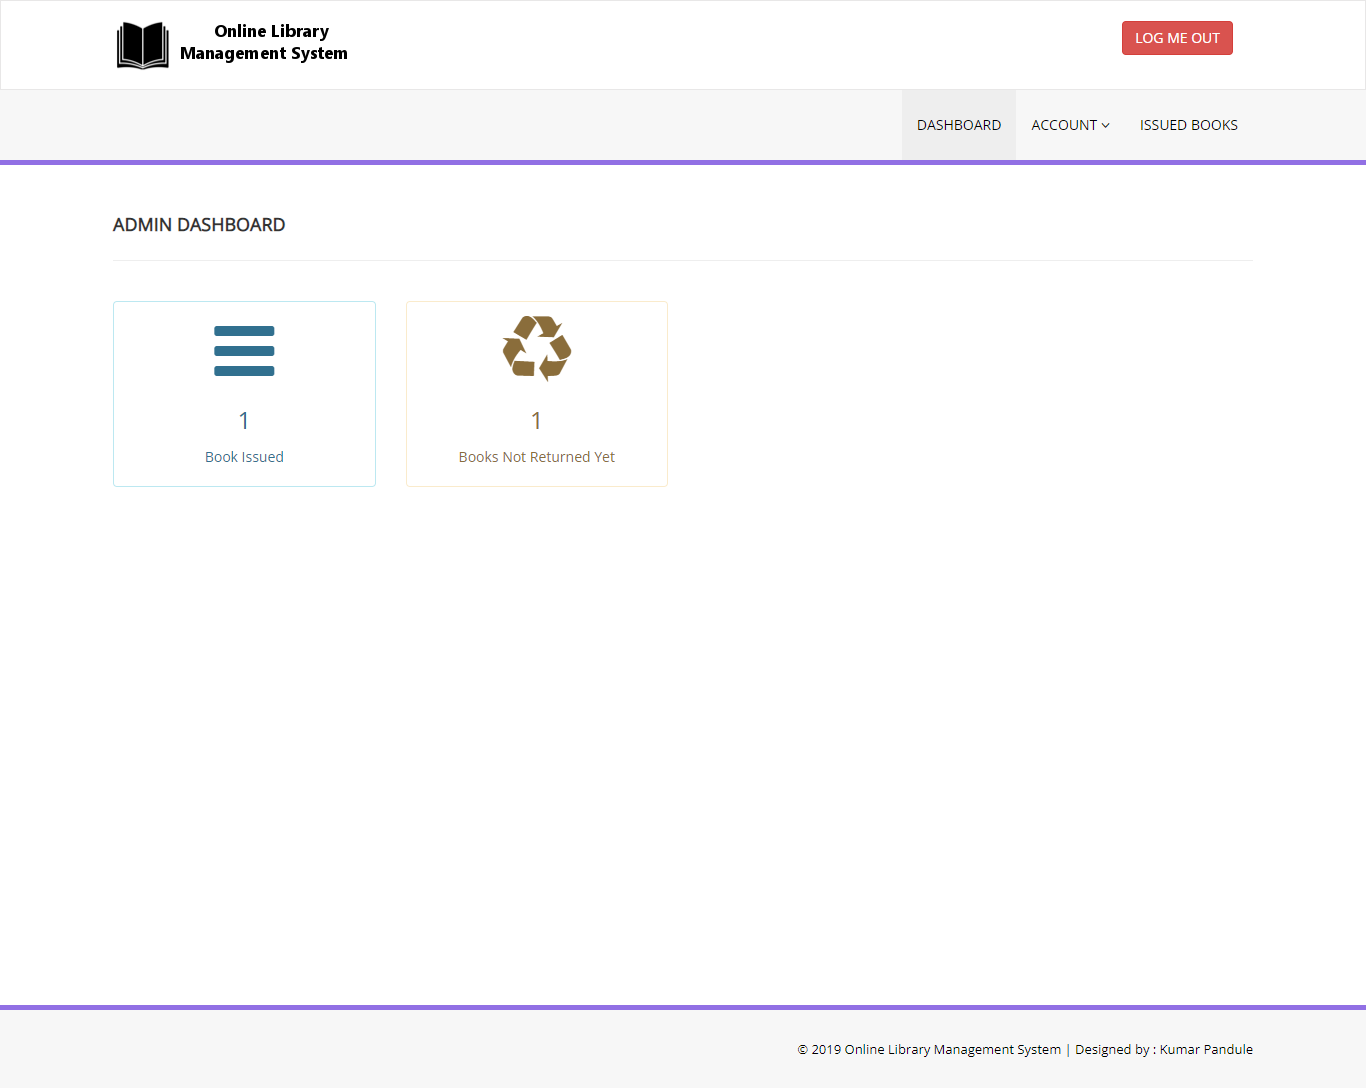 Online Library
Management System
LOG ME OUT
DASHBOARD
ACCOUNT
ISSUED BOOKS
ADMIN DASHBOARD
1
Book Issued
1
Books Not Returned Yet
© 2019 Online Library Management System | Designed by : Kumar Pandule